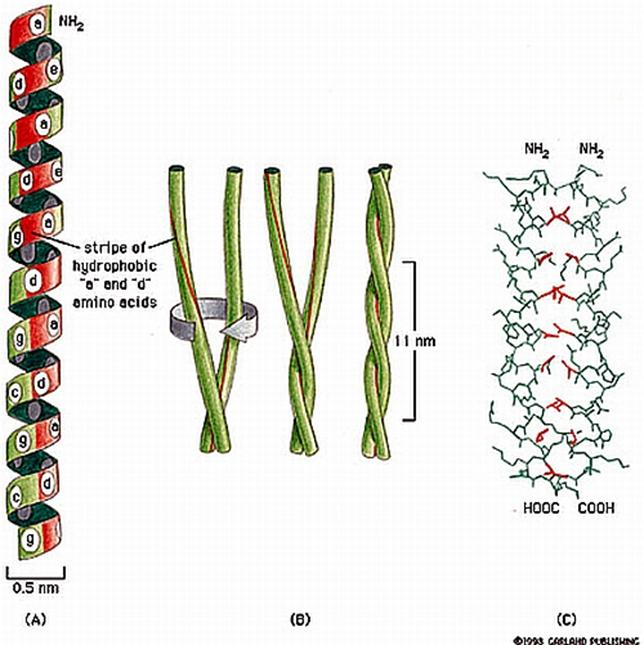 a NH2
d e
a
d e
g a
stripe of
hydrophobic
"a" and "d"
amino acids
d
g a
c d
g a
c d
g
0.5 nm
11 nm
NH2 NH2
HOOC COOH
(A) (B) (C)
©1998 GARLAND PUBLISHING